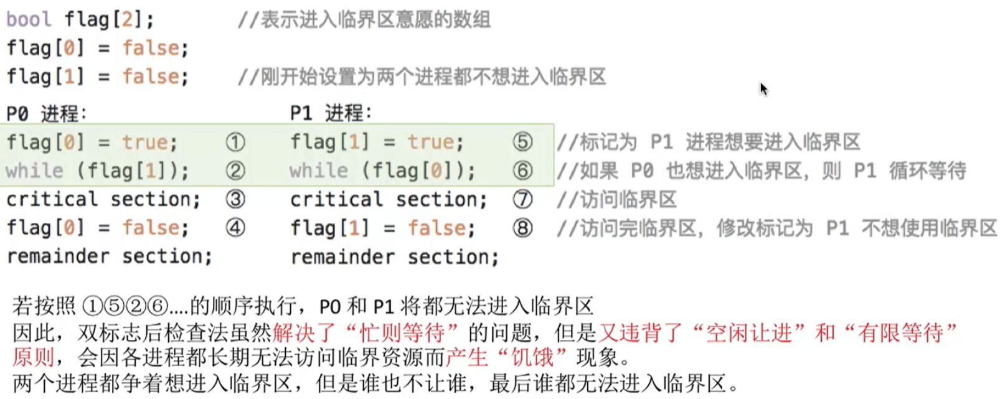 bool flag[2]; //表示进入临界区意愿的数组
flag[0] = false;
flag[1] = false; //刚开始设置为两个进程都不想进入临界区
P0 进程: P1 进程:
flag[0] = true; ① flag[1] = true; ⑤ //标记为 P1 进程想要进入临界区
while (flag[1]); ② while (flag[0]); ⑥ //如果 P0 也想进入临界区，则 P1 循环等待
critical section; ③ critical section; ⑦ //访问临界区
flag[0] = false; ④ flag[1] = false; ⑧ //访问完临界区，修改标记为 P1 不想使用临界区
remainder section; remainder section;
若按照 ①⑤②⑥....的顺序执行，P0 和 P1 将都无法进入临界区
因此，双标志后检查法虽然解决了“忙则等待”的问题，但是又违背了“空闲让进”和“有限等待”
原则，会因各进程都长期无法访问临界资源而产生“饥饿”现象。
两个进程都争着想进入临界区，但是谁也不让谁，最后谁都无法进入临界区。